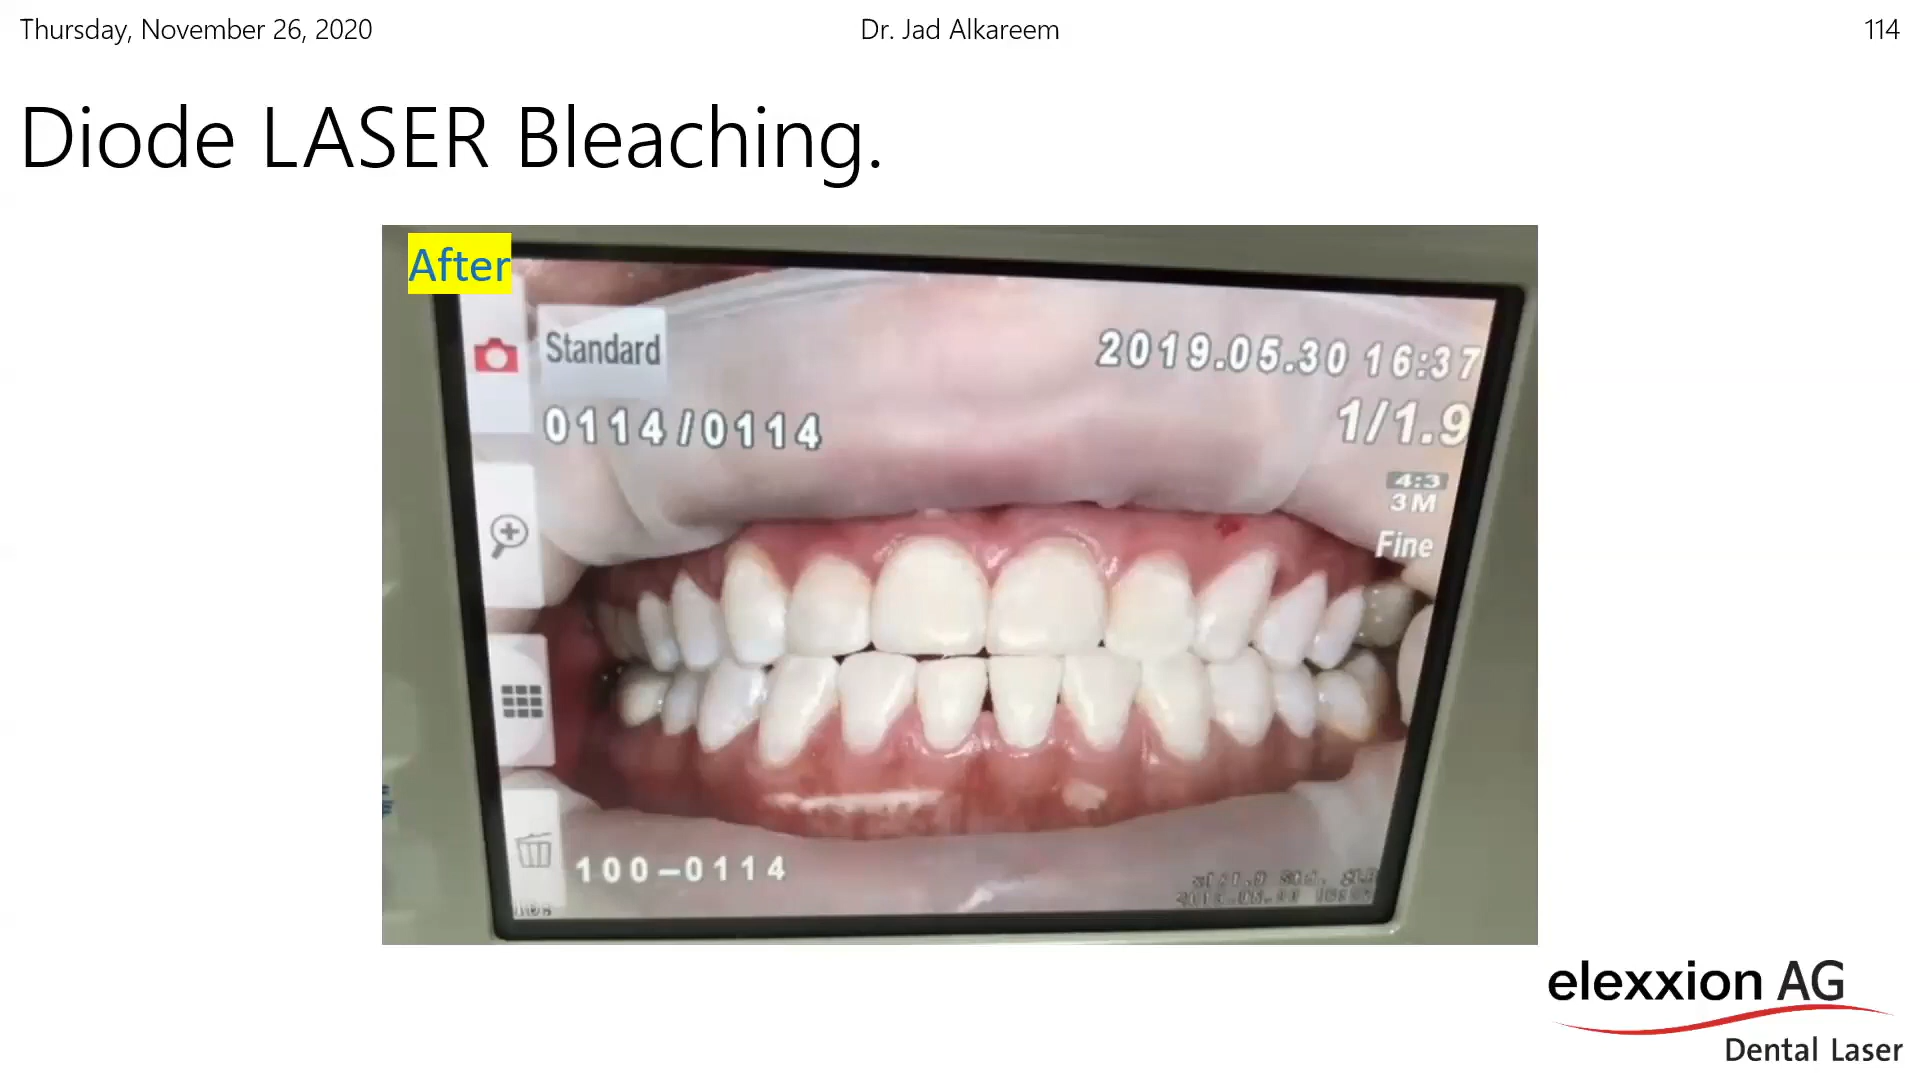 Thursday, November 26, 2020
Dr. Jad Alkareem
114
Diode LASER Bleaching.
After
Standard
2019.05.30 16:37
0114/0114
1/1.9
4:3
3M
Fine
100-0114
elexxion AG
Dental Laser